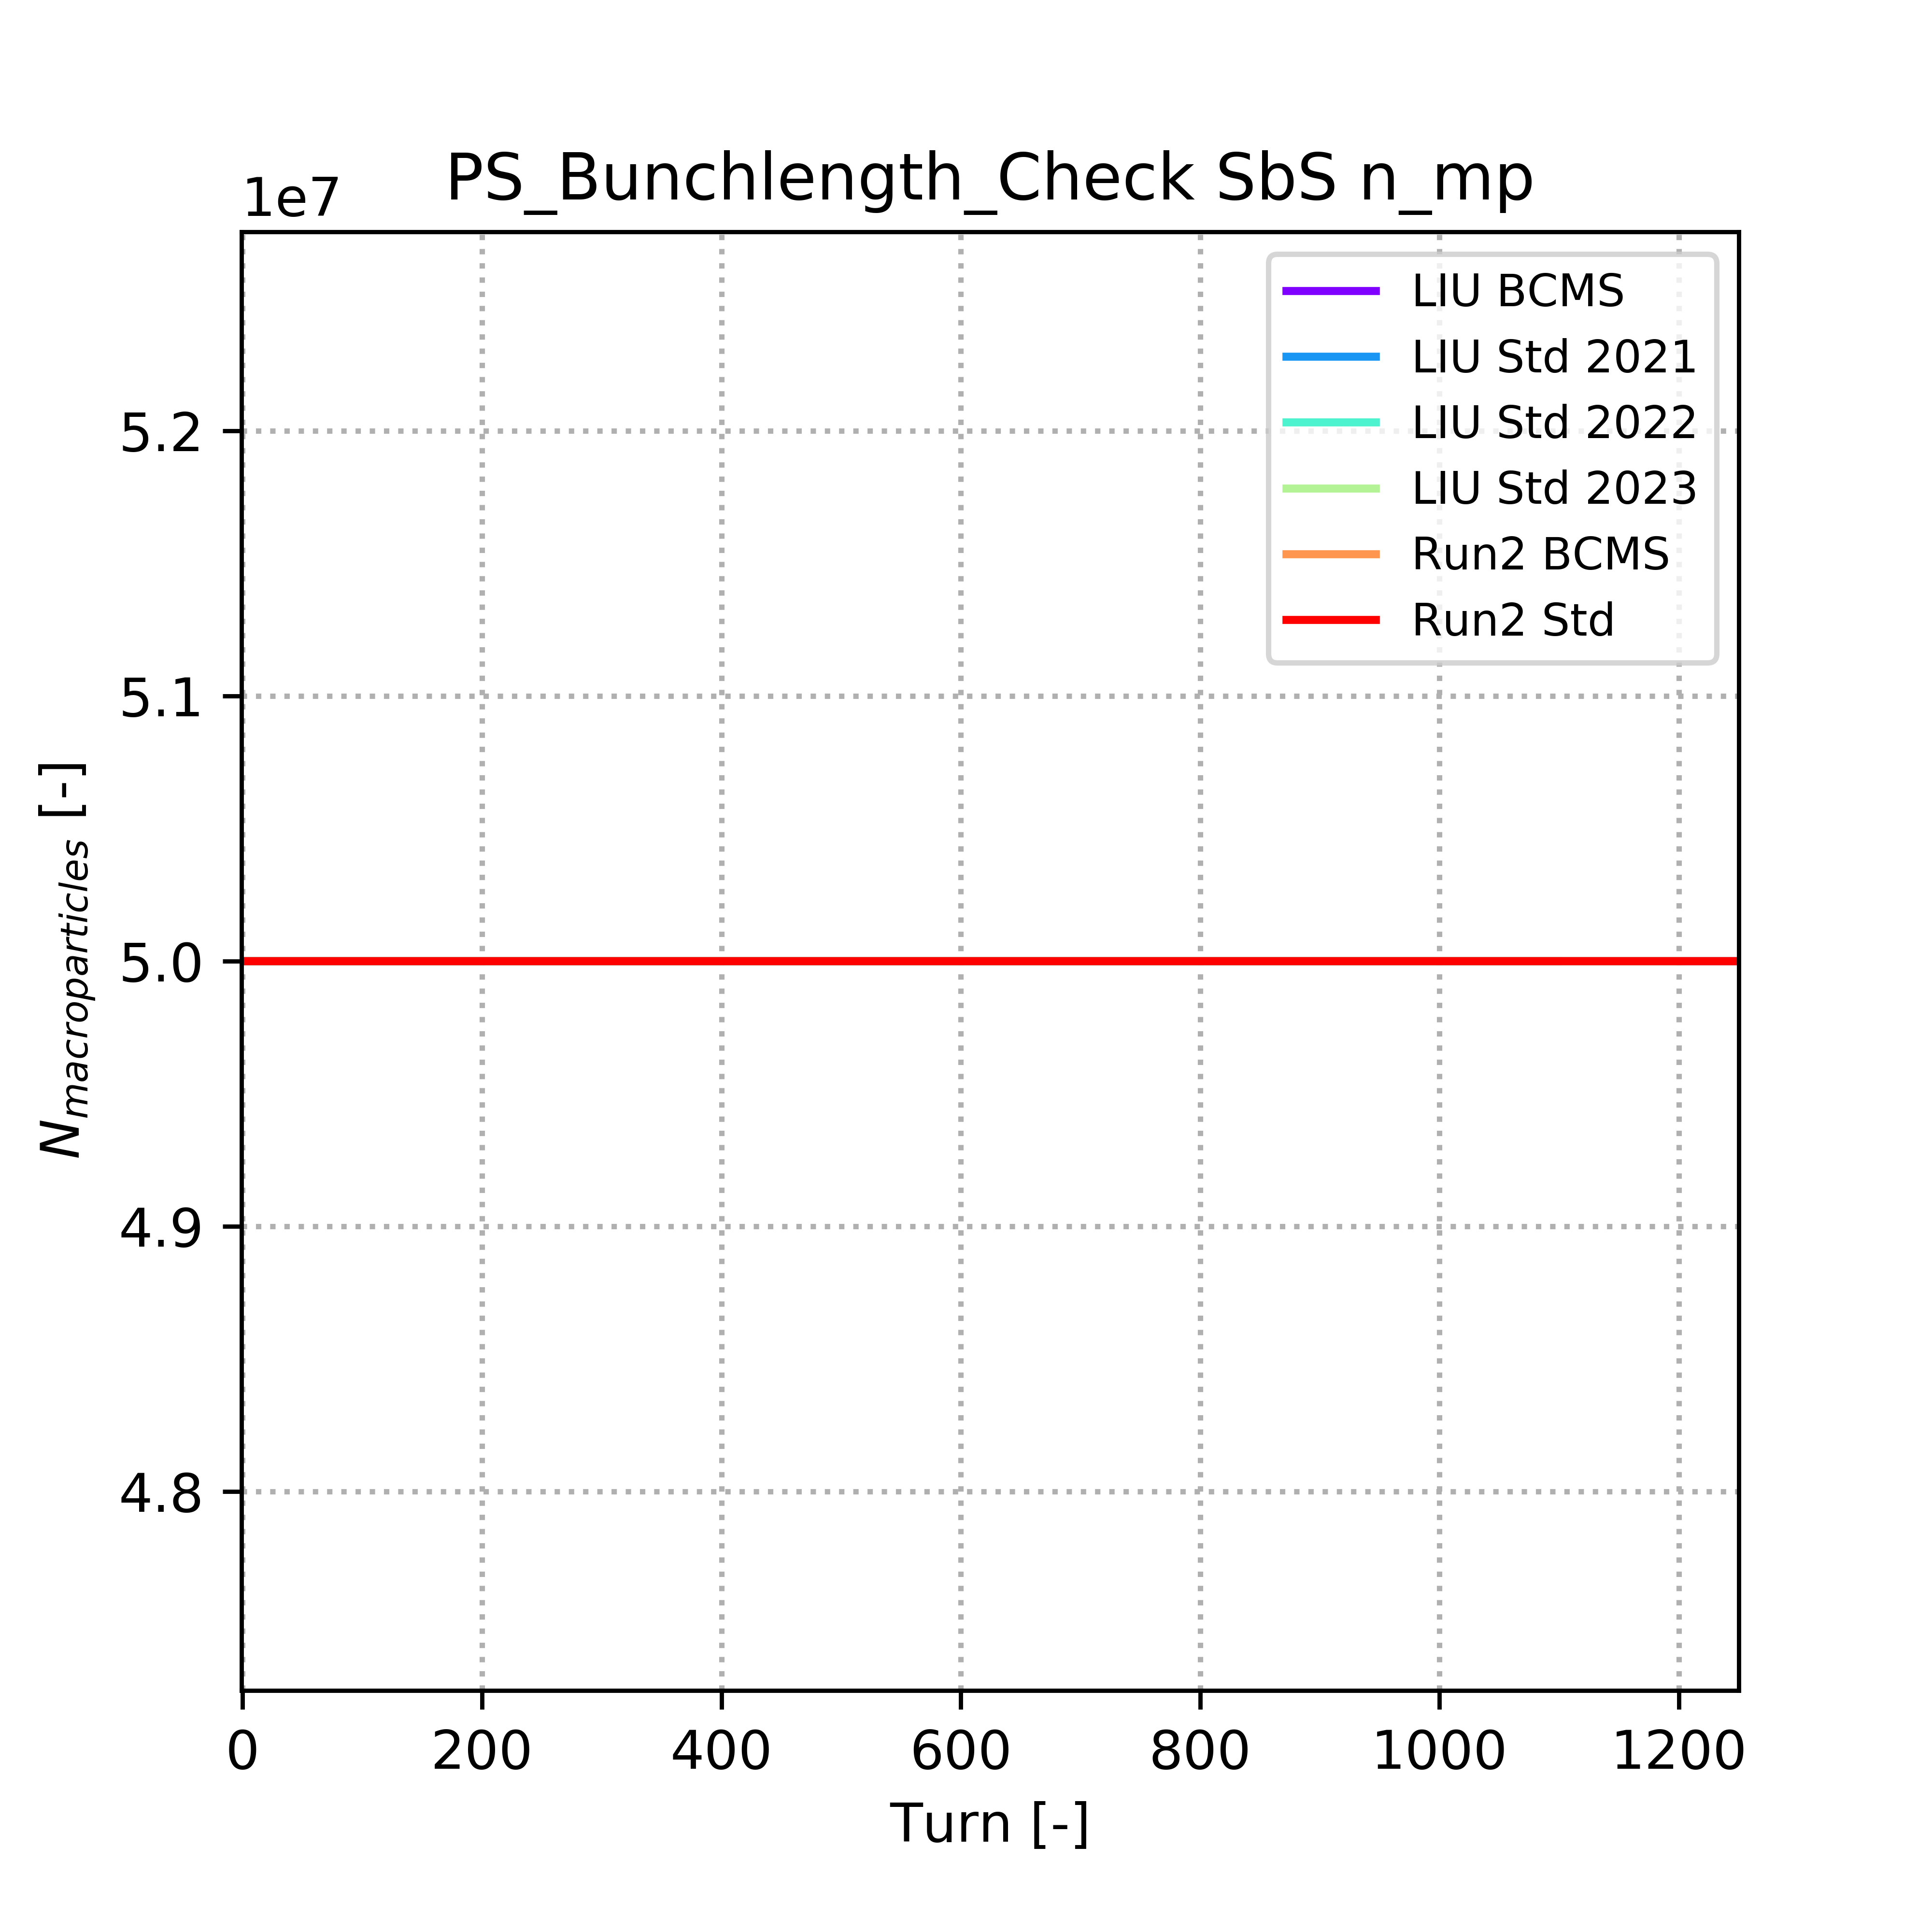 PS_Bunchlength_Check SbS n_mp
1e7
LIU BCMS
LIU Std 2021
LIU Std 2022
LIU Std 2023
Run2 BCMS
Run2 Std
5.2
5.1
5.0
4.9
4.8
N_macroparticles [-]
0 200 400 600 800 1000 1200
Turn [-]